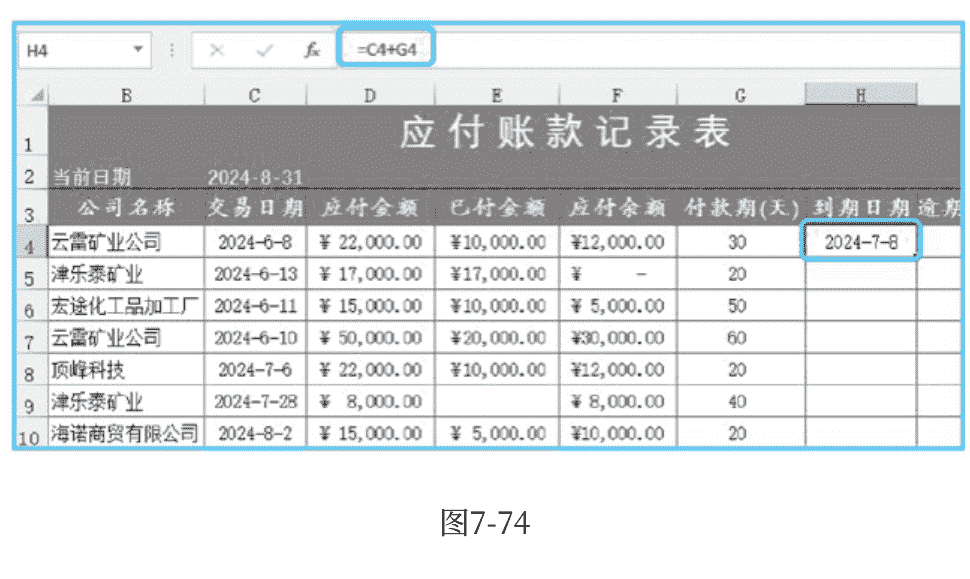 H4 fx =C4+G4
B C D E F G H
1 应付账款记录表
2 当前日期 2024-8-31
3 公司名称 交易日期 应付金额 已付金额 应付余额 付款期(天) 到期日期 逾期
4 云雷矿业公司 2024-6-8 ¥ 22,000.00 ¥10,000.00 ¥12,000.00 30 2024-7-8
5 津乐泰矿业 2024-6-13 ¥ 17,000.00 ¥17,000.00 ¥ - 20
6 宏途化工品加工厂 2024-6-11 ¥ 15,000.00 ¥10,000.00 ¥ 5,000.00 50
7 云雷矿业公司 2024-6-10 ¥ 50,000.00 ¥20,000.00 ¥30,000.00 60
8 顶峰科技 2024-7-6 ¥ 22,000.00 ¥10,000.00 ¥12,000.00 20
9 津乐泰矿业 2024-7-28 ¥ 8,000.00 ¥ 8,000.00 40
10 海诺商贸有限公司 2024-8-2 ¥ 15,000.00 ¥ 5,000.00 ¥10,000.00 20
图7-74